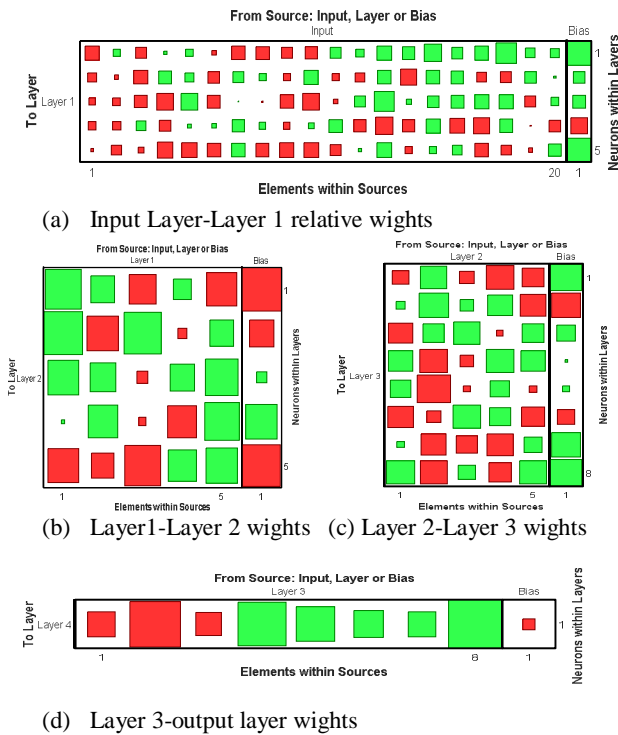 From Source: Input, Layer or Bias
Input Bias
To Layer
Layer 1
1
5
Neurons within Layers
1 20 1
Elements within Sources
(a) Input Layer-Layer 1 relative wights
From Source: Input, Layer or Bias
Layer 1 Bias
To Layer
Layer 2
1
5
Neurons within Layers
1 5 1
Elements within Sources
From Source: Input, Layer or Bias
Layer 2 Bias
To Layer
Layer 3
1
8
Neurons within Layers
1 5 1
Elements within Sources
(b) Layer1-Layer 2 wights (c) Layer 2-Layer 3 wights
From Source: Input, Layer or Bias
Layer 3 Bias
To Layer
Layer 4
1
Neurons within Layers
1 8 1
Elements within Sources
(d) Layer 3-output layer wights